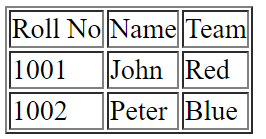 Roll No Name Team
1001 John Red
1002 Peter Blue